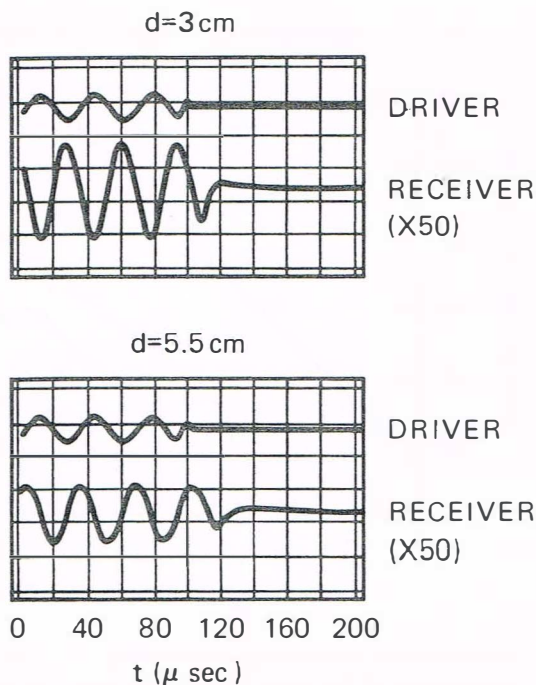 d=3 cm
DRIVER
RECEIVER
(X50)
d=5.5 cm
DRIVER
RECEIVER
(X50)
0 40 80 120 160 200
t (μ sec)